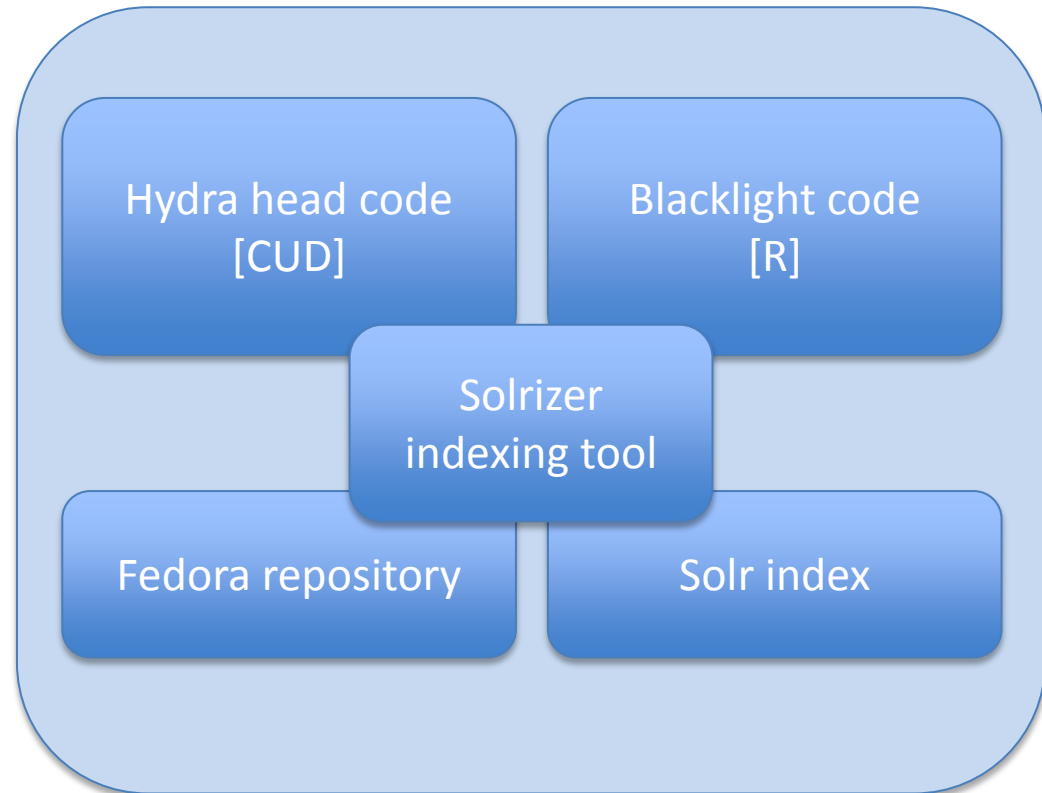 Hydra head code
[CUD]
Blacklight code
[R]
Solrizer
indexing tool
Fedora repository
Solr index